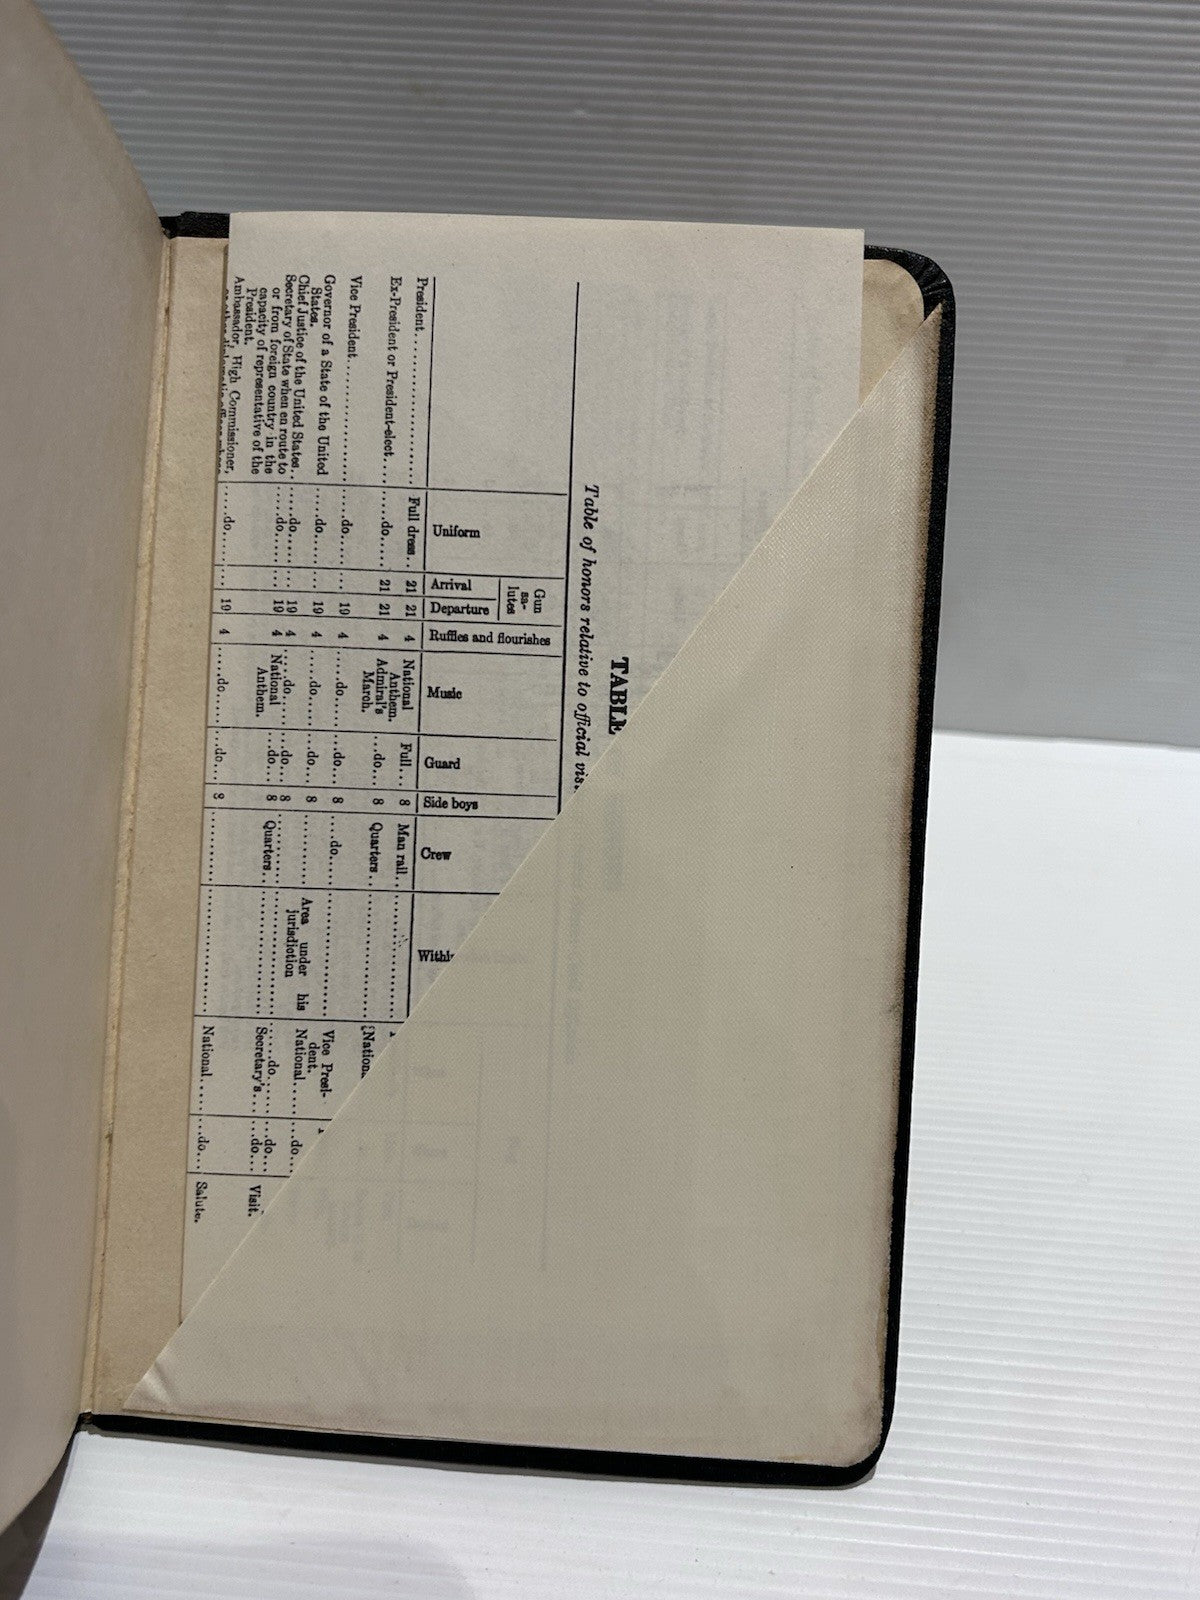 TABLE
Table of honors relative to official vis
Uniform
Gun sa-
lutes
Arrival
Departure
Ruffles and flourishes
Music
Guard
Side boys
Crew
Withi
President.................. Full dress.. 21 21 4 National Full... 8 Man rail..
Anthem.
Ex-President or President-elect.... ....do.... 21 21 4 Admiral's ...do... 8 Quarters.. {Nationa
March.
Vice President.................. ....do.... ... 19 4 ....do.... ...do... 8 ....do.... Vice Presi-
dent.
Governor of a State of the United ....do.... ... 19 4 ....do.... ...do... 8 .......... Area under his National..... ...do...
States. jurisdiction
Chief Justice of the United States.. ....do.... ... 19 4 ....do.... ...do... 8 .......... ....do.... ...do...
Secretary of State when en route to ....do.... ... 19 4 National ...do... 8 Quarters.. Secretary's... ...do... Visit.
or from foreign country in the Anthem.
capacity of representative of the
President.
Ambassador, High Commissioner, ....do.... ... 19 4 ....do.... ...do... 8 .......... National..... ...do... Salute.